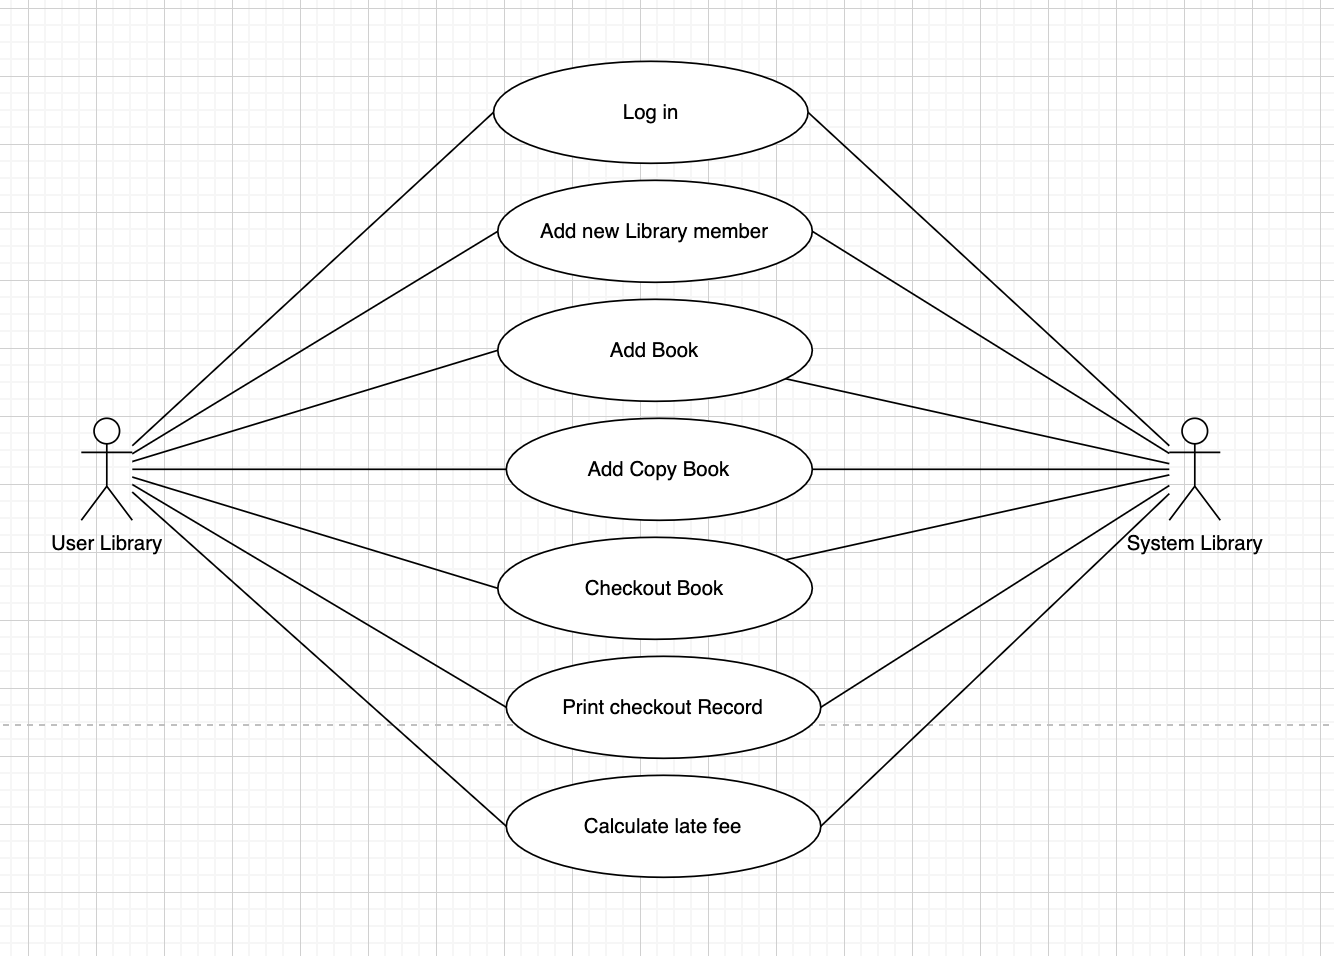 Log in
Add new Library member
Add Book
Add Copy Book
User Library
System Library
Checkout Book
Print checkout Record
Calculate late fee